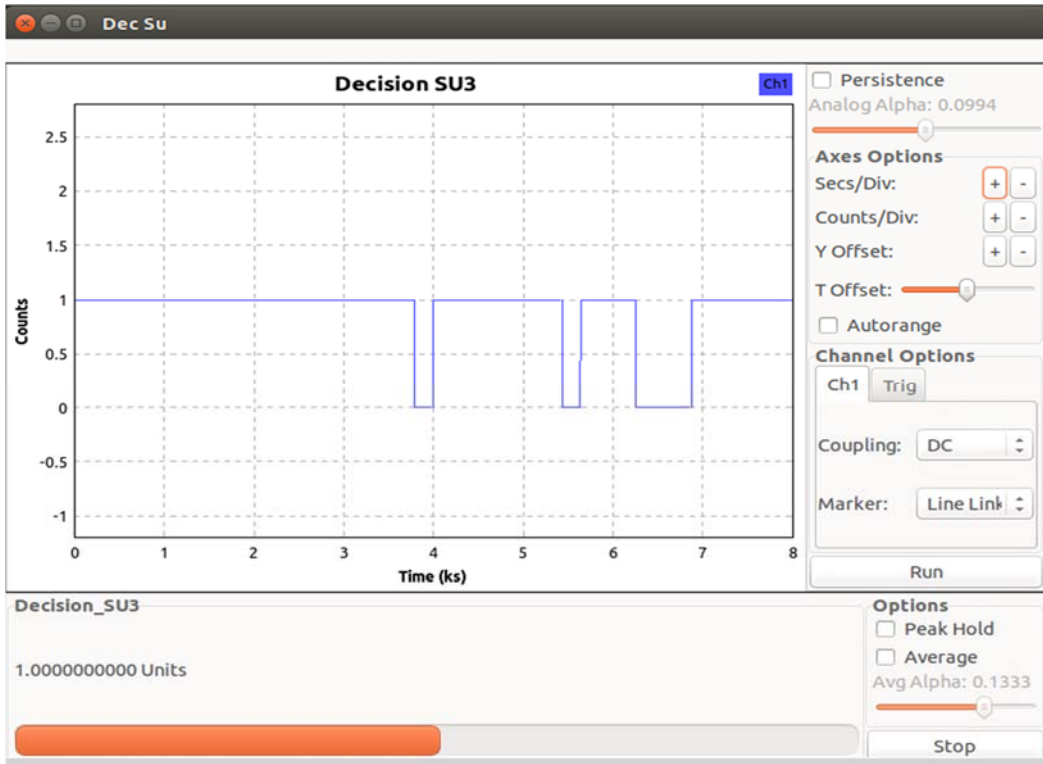 Dec Su
Decision SU3
Ch1
2.5
2
1.5
1
0.5
0
-0.5
-1
Counts
0 1 2 3 4 5 6 7 8
Time (ks)
Persistence
Analog Alpha: 0.0994
Axes Options
Secs/Div: + -
Counts/Div: + -
Y Offset: + -
T Offset:
Autorange
Channel Options
Ch1 Trig
Coupling: DC
Marker: Line Link
Run
Decision_SU3
1.0000000000 Units
Options
Peak Hold
Average
Avg Alpha: 0.1333
Stop